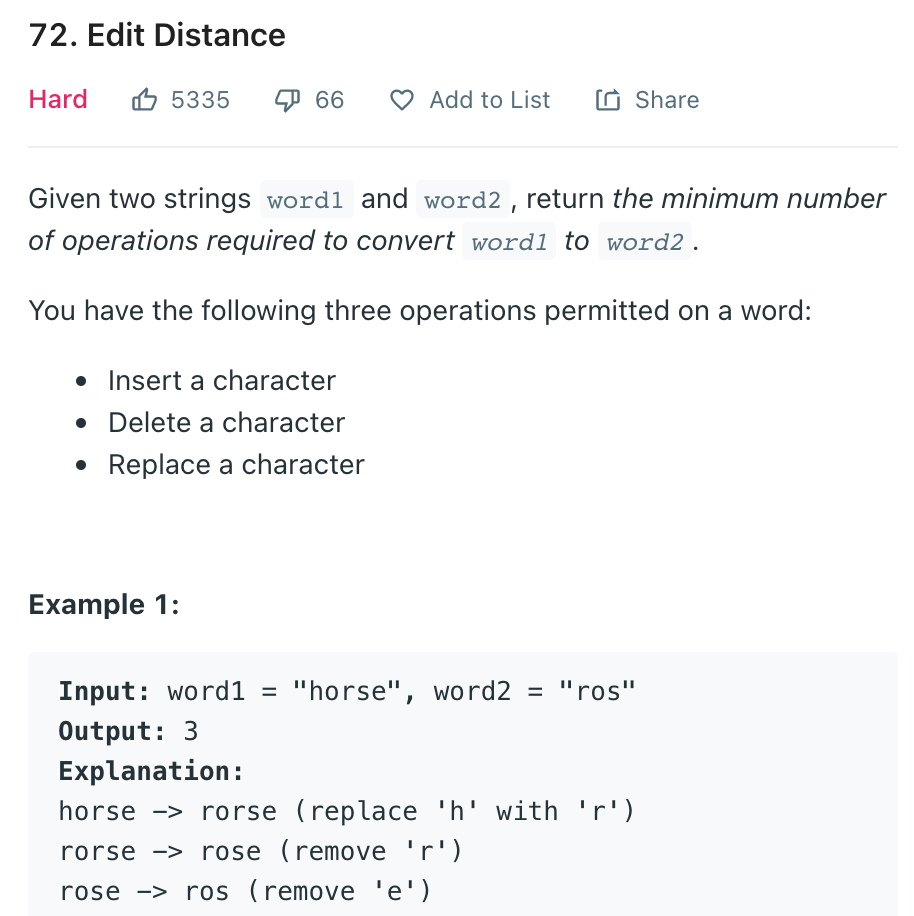 72. Edit Distance
Hard 5335 66 Add to List Share
Given two strings word1 and word2, return the minimum number
of operations required to convert word1 to word2.
You have the following three operations permitted on a word:
• Insert a character
• Delete a character
• Replace a character
Example 1:
Input: word1 = "horse", word2 = "ros"
Output: 3
Explanation:
horse -> rorse (replace 'h' with 'r')
rorse -> rose (remove 'r')
rose -> ros (remove 'e')